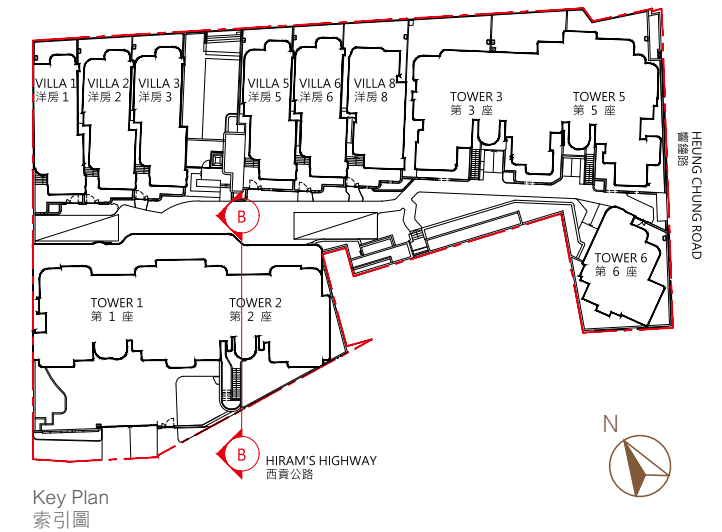 VILLA 1
洋房 1
VILLA 2
洋房 2
VILLA 3
洋房 3
VILLA 5
洋房 5
VILLA 6
洋房 6
VILLA 8
洋房 8
TOWER 3
第 3 座
TOWER 5
第 5 座
HEUNG CHUNG ROAD
響鐘路
B
TOWER 6
第 6 座
TOWER 1
第 1 座
TOWER 2
第 2 座
B
HIRAM'S HIGHWAY
西貢公路
N
Key Plan
索引圖